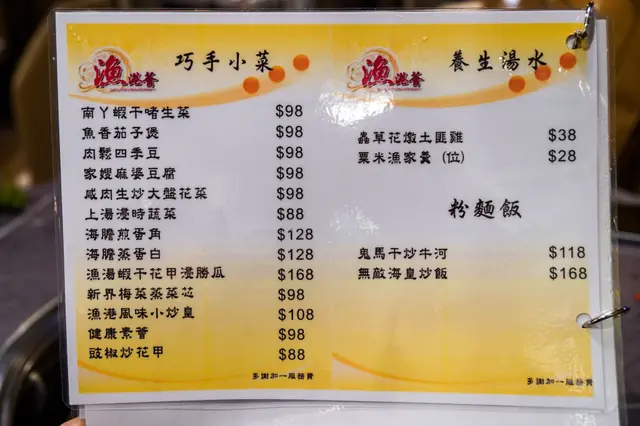 漁 巧手小菜
南丫蝦干啫生菜 $98
魚香茄子煲 $98
肉鬆四季豆 $98
家嫂麻婆豆腐 $98
咸肉生炒大盤花菜 $98
上湯浸時蔬菜 $88
海膽煎蛋角 $128
海膽蒸蛋白 $128
漁湯蝦干花甲浸勝瓜 $168
新界梅菜蒸菜芯 $98
漁港風味小炒皇 $108
健康素薈 $98
豉椒炒花甲 $88
多謝加一服務費
漁 養生湯水
蟲草花燉土匪雞 $38
粟米漁家羹 (位) $28
粉麵飯
鬼馬干炒牛河 $118
無敵海皇炒飯 $168
多謝加一服務費